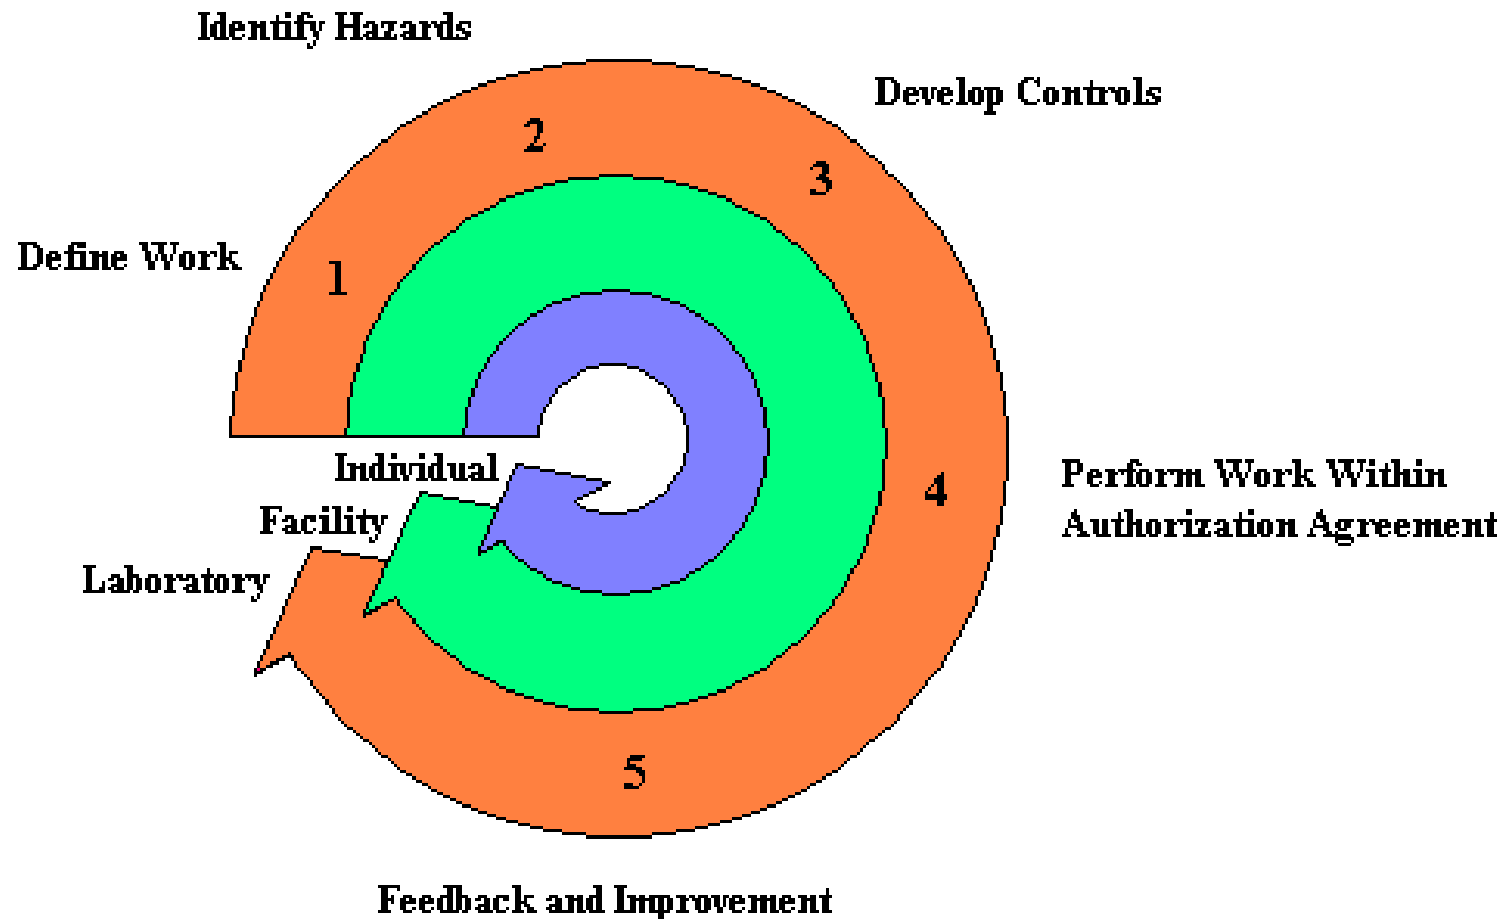 Identify Hazards
Develop Controls
2
3
Define Work
1
Individual
4
Perform Work Within
Authorization Agreement
Facility
Laboratory
5
Feedback and Improvement